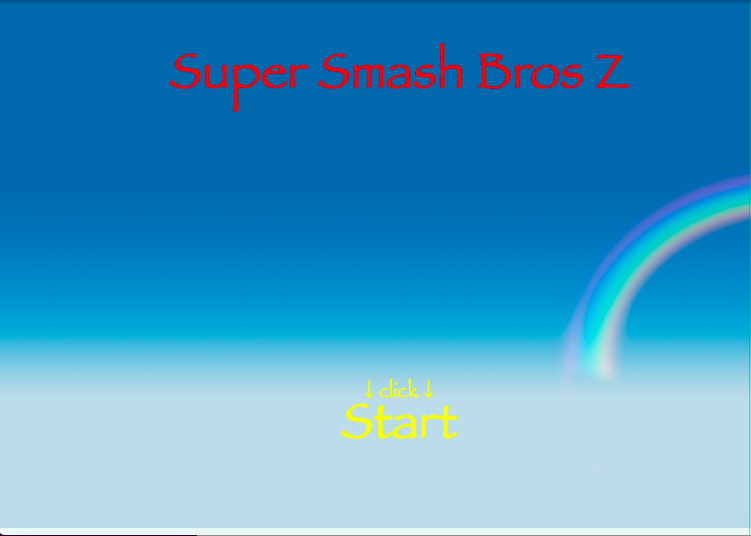 Super Smash Bros Z
↓ click ↓
Start